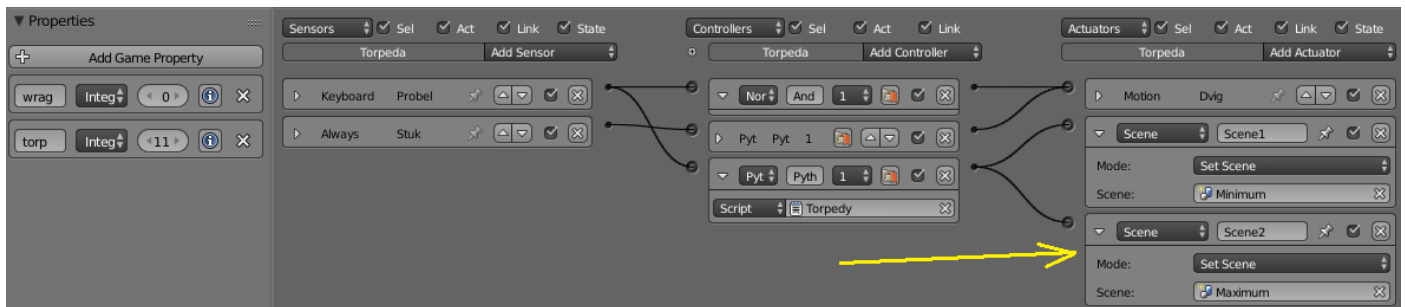 Properties
Add Game Property
wrag Integ 0
torp Integ 11
Sensors Sel Act Link State
Torpeda Add Sensor
Keyboard Probel
Always Stuk
Controllers Sel Act Link
Torpeda Add Controller
Nor And 1
Pyt Pyt 1
Pyt Pyth 1
Script Torpedy
Actuators Sel Act Link State
Torpeda Add Actuator
Motion Dvig
Scene Scene1
Mode: Set Scene
Scene: Minimum
Scene Scene2
Mode: Set Scene
Scene: Maximum